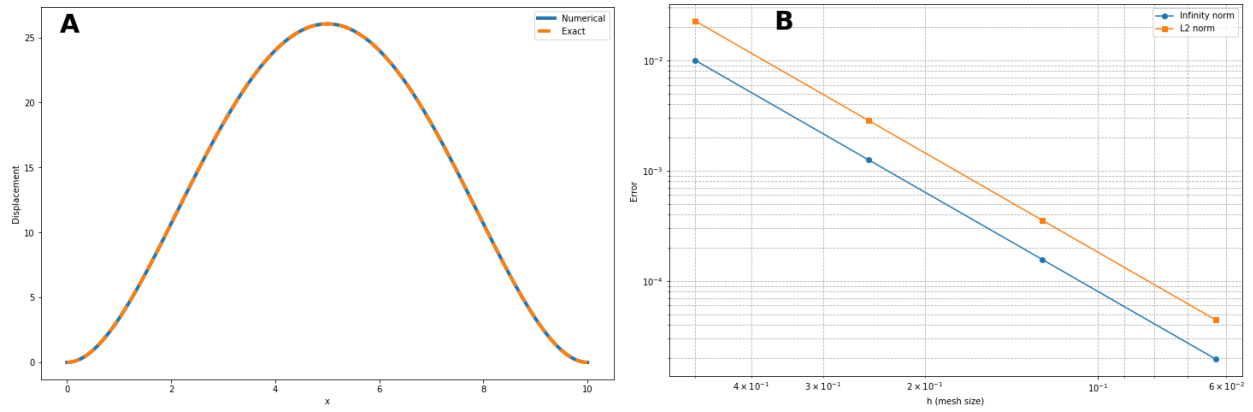 A
Numerical
Exact
25
20
15
10
5
0
Displacement
0
2
4
6
8
10
x
B
Infinity norm
L2 norm
10⁻²
10⁻³
10⁻⁴
Error
4 × 10⁻¹
3 × 10⁻¹
2 × 10⁻¹
10⁻¹
6 × 10⁻²
h (mesh size)